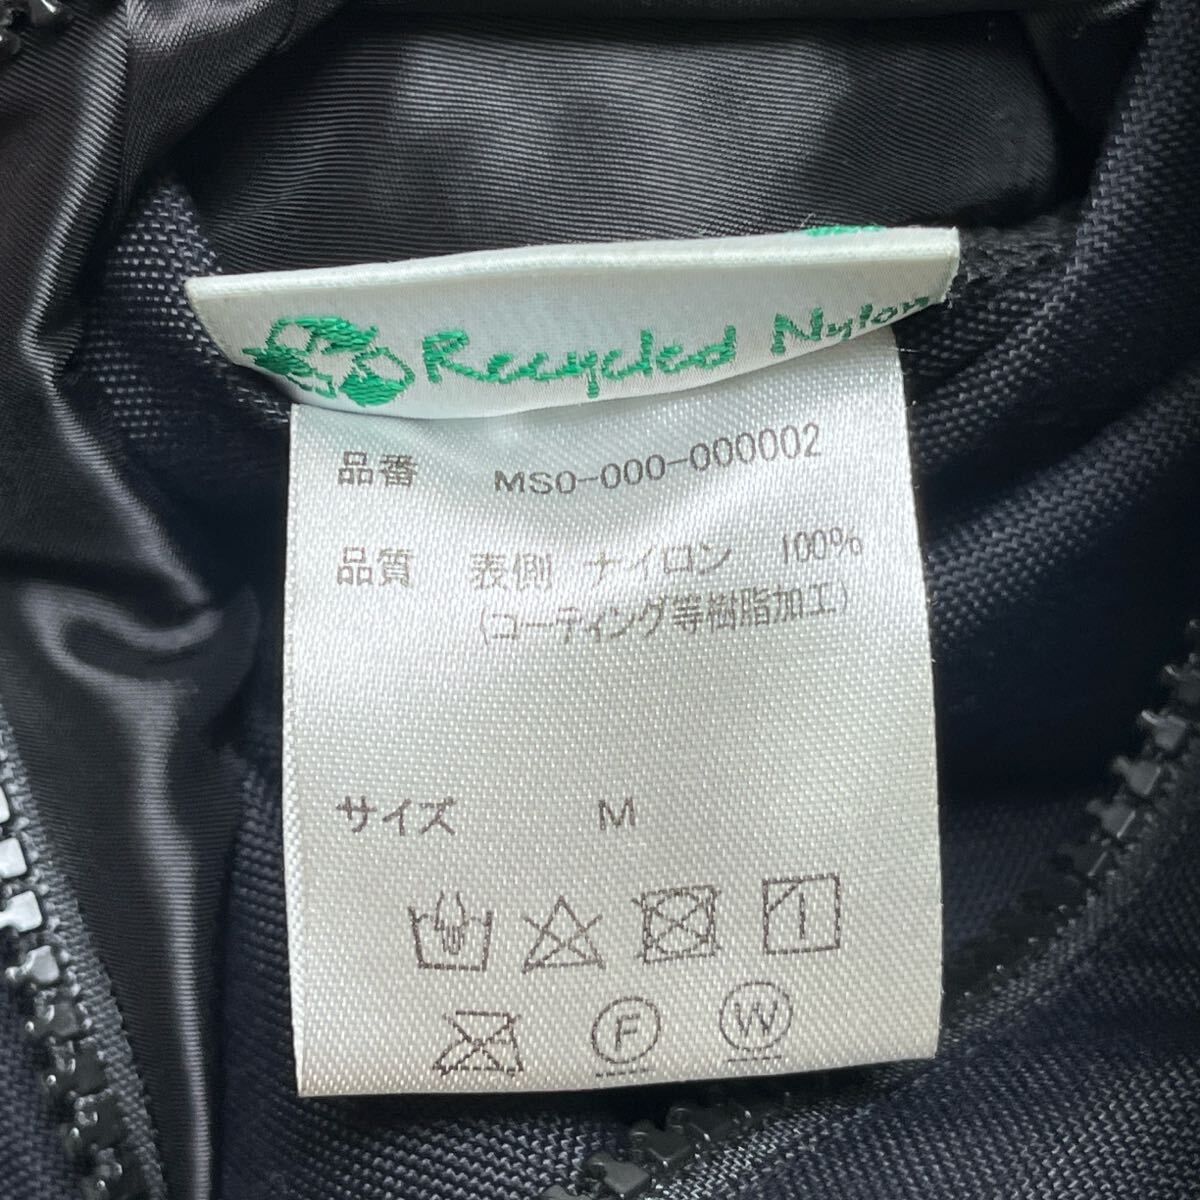 Recycled Nylon
品番 MS0-000-000002
品質 表側 ナイロン 100%
(コーティング等樹脂加工)
サイズ M
F W